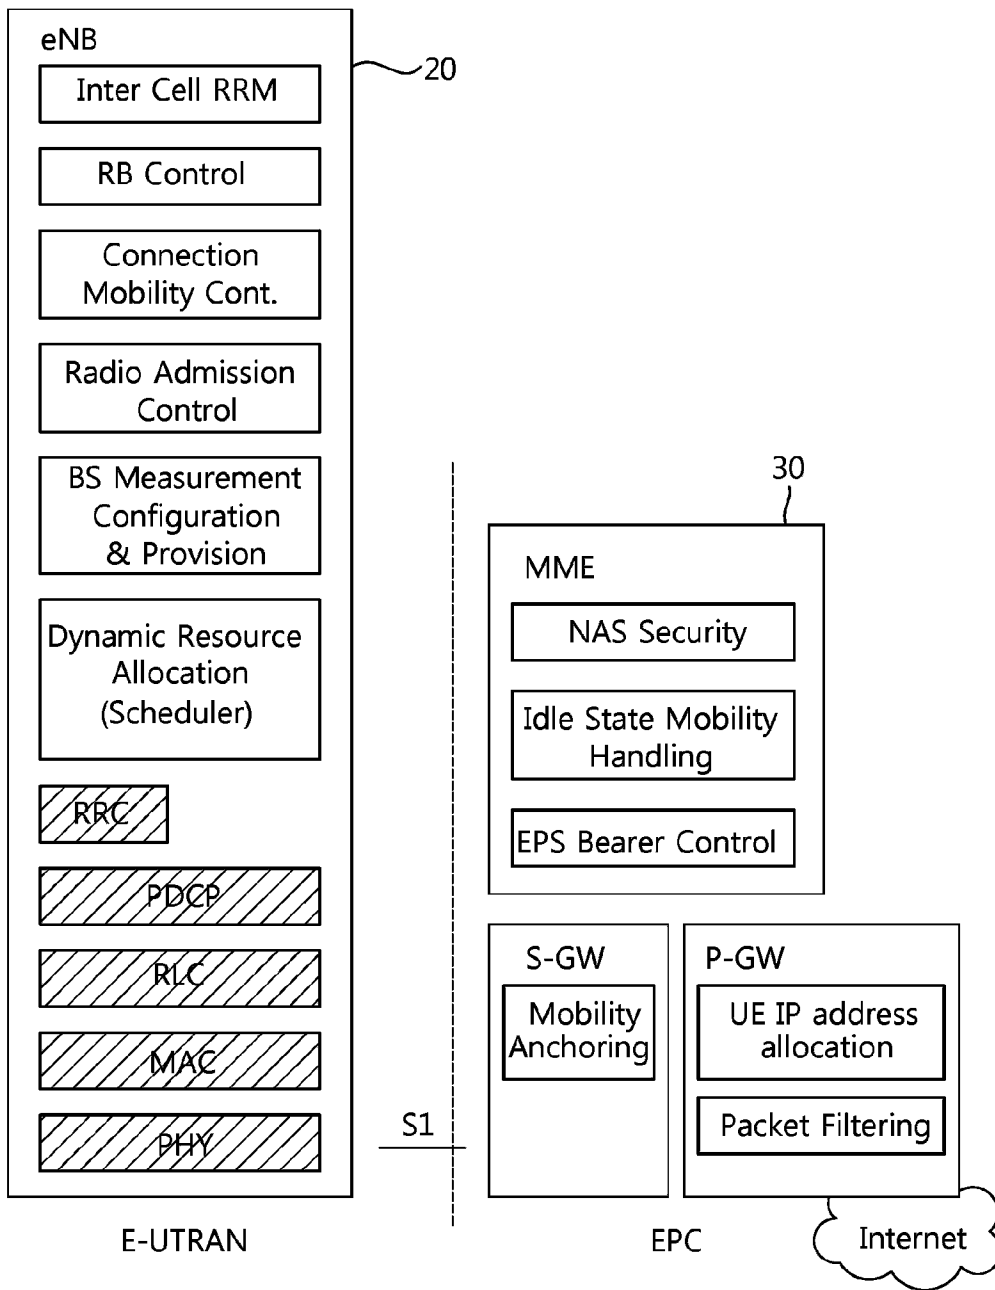 eNB
20
Inter Cell RRM
RB Control
Connection
Mobility Cont.
Radio Admission
Control
BS Measurement
Configuration
& Provision
Dynamic Resource
Allocation
(Scheduler)
RRC
PDCP
RLC
MAC
PHY
E-UTRAN
S1
30
MME
NAS Security
Idle State Mobility
Handling
EPS Bearer Control
S-GW
Mobility
Anchoring
P-GW
UE IP address
allocation
Packet Filtering
EPC
Internet